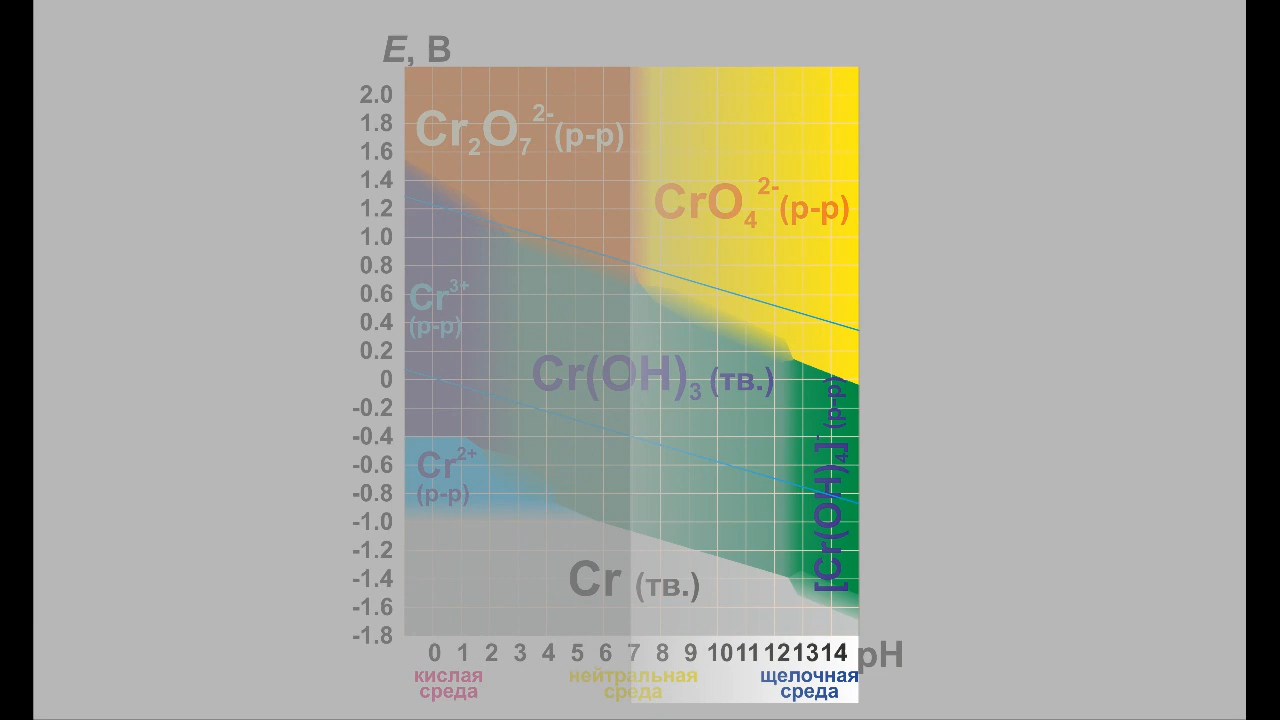 E, В
2.0
1.8
1.6
1.4
1.2
1.0
0.8
0.6
0.4
0.2
0
-0.2
-0.4
-0.6
-0.8
-1.0
-1.2
-1.4
-1.6
-1.8
Cr₂O₇²⁻ (р-р)
CrO₄²⁻ (р-р)
Cr³⁺
(р-р)
Cr(OH)₃ (тв.)
Cr²⁺
(р-р)
[Cr(OH)₄]⁻ (р-р)
Cr (тв.)
0 1 2 3 4 5 6 7 8 9 10 11 12 13 14 pH
кислая
среда
нейтральная
среда
щелочная
среда